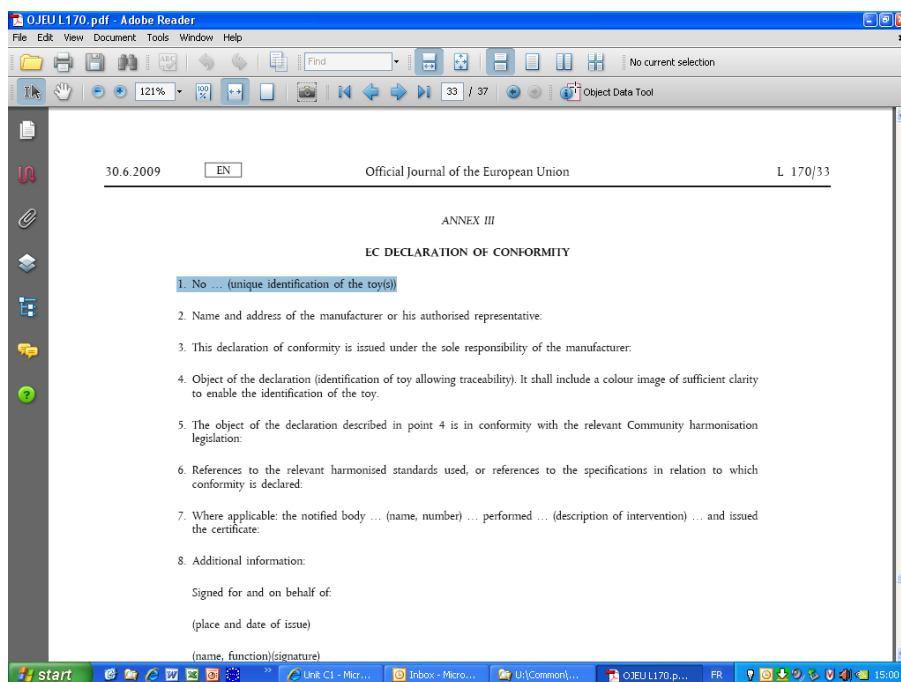 OJEU L170.pdf - Adobe Reader
File Edit View Document Tools Window Help
Find
No current selection
121%
33 / 37
Object Data Tool
30.6.2009 EN Official Journal of the European Union L 170/33
ANNEX III
EC DECLARATION OF CONFORMITY
1. No … (unique identification of the toy(s))
2. Name and address of the manufacturer or his authorised representative:
3. This declaration of conformity is issued under the sole responsibility of the manufacturer:
4. Object of the declaration (identification of toy allowing traceability). It shall include a colour image of sufficient clarity
to enable the identification of the toy.
5. The object of the declaration described in point 4 is in conformity with the relevant Community harmonisation
legislation:
6. References to the relevant harmonised standards used, or references to the specifications in relation to which
conformity is declared:
7. Where applicable: the notified body … (name, number) … performed … (description of intervention) … and issued
the certificate:
8. Additional information:
Signed for and on behalf of:
(place and date of issue)
(name, function)(signature)
start Unit C1 - Micr... Inbox - Micro... U:\Common\... OJEU L170.p... FR 15:00